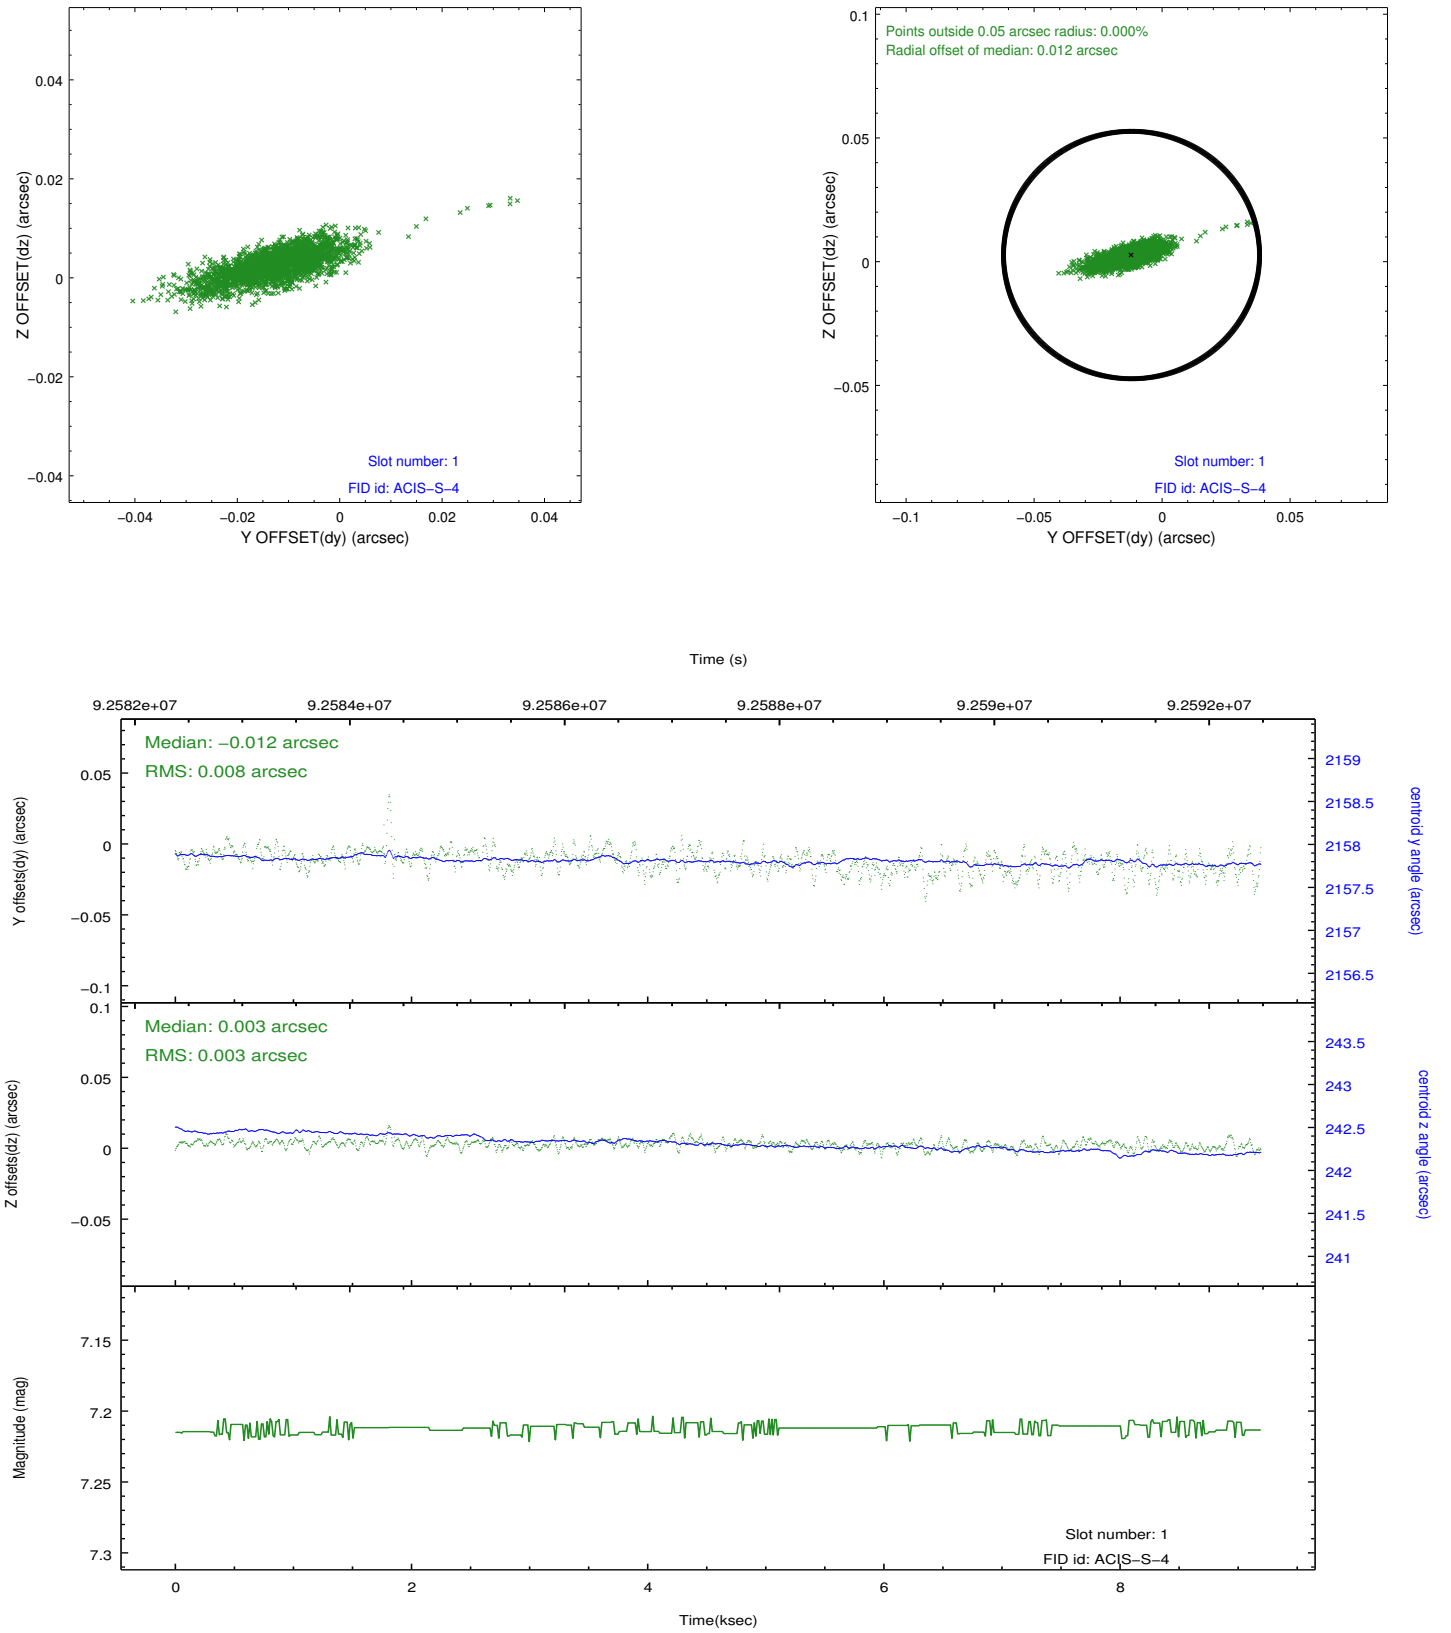 0.04
0.02
0
−0.02
−0.04
Z OFFSET(dz) (arcsec)
Slot number: 1
FID id: ACIS−S−4
−0.04
−0.02
0
0.02
0.04
Y OFFSET(dy) (arcsec)
0.1
0.05
0
−0.05
Z OFFSET(dz) (arcsec)
Points outside 0.05 arcsec radius: 0.000%
Radial offset of median: 0.012 arcsec
Slot number: 1
FID id: ACIS−S−4
−0.1
−0.05
0
0.05
Y OFFSET(dy) (arcsec)
Time (s)
9.2582e+07
9.2584e+07
9.2586e+07
9.2588e+07
9.259e+07
9.2592e+07
Median: −0.012 arcsec
RMS: 0.008 arcsec
0.05
0
−0.05
−0.1
Y offsets(dy) (arcsec)
2159
2158.5
2158
2157.5
2157
2156.5
centroid y angle (arcsec)
Median: 0.003 arcsec
RMS: 0.003 arcsec
0.1
0.05
0
−0.05
Z offsets(dz) (arcsec)
243.5
243
242.5
242
241.5
241
centroid z angle (arcsec)
7.15
7.2
7.25
7.3
Magnitude (mag)
Slot number: 1
FID id: ACIS−S−4
0
2
4
6
8
Time(ksec)